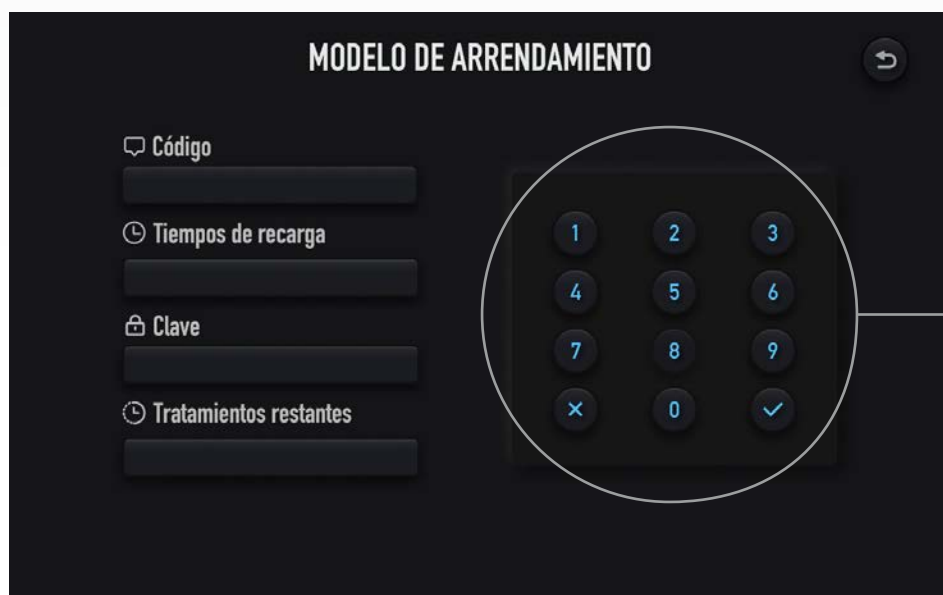 MODELO DE ARRENDAMIENTO
Código
Tiempos de recarga
Clave
Tratamientos restantes
1 2 3
4 5 6
7 8 9
0